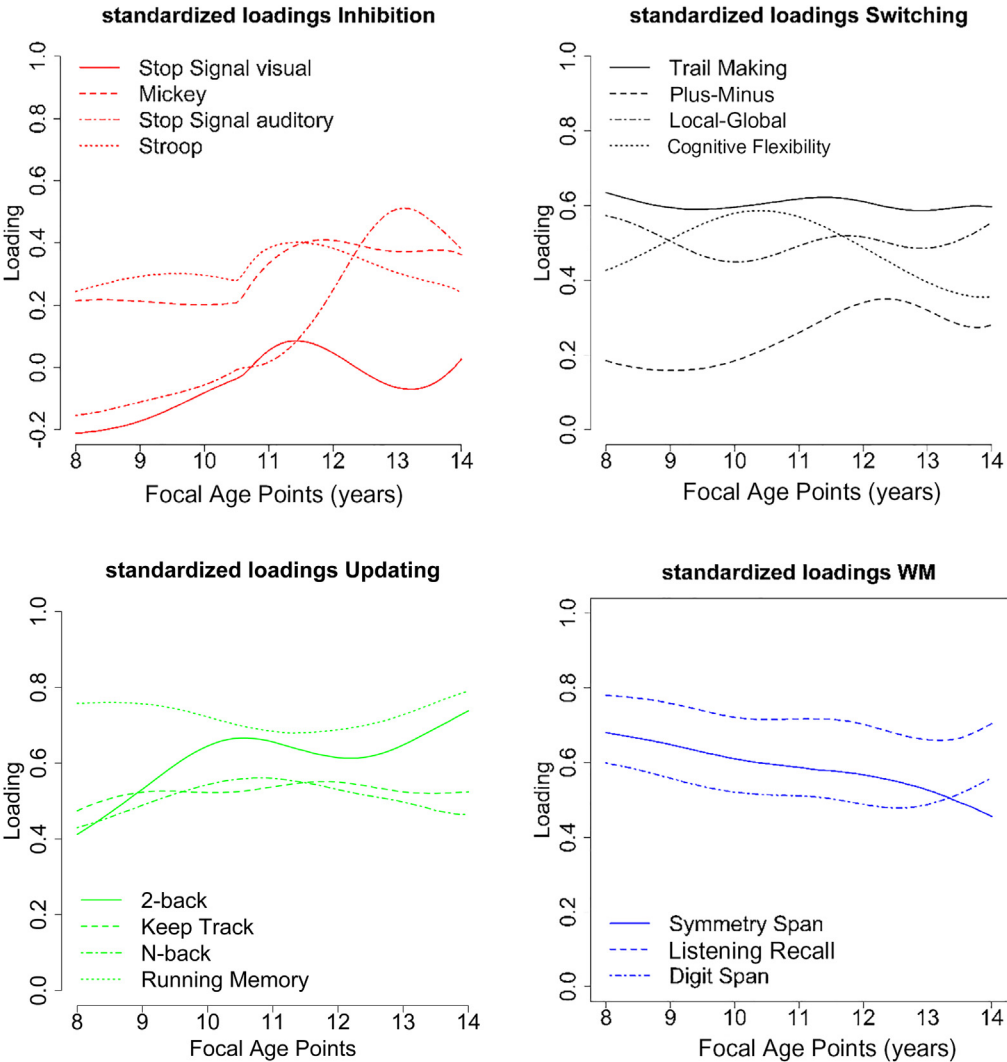 standardized loadings Inhibition
1.0
0.8
0.6
0.4
0.2
0.0
-0.2
Loading
Stop Signal visual
Mickey
Stop Signal auditory
Stroop
8 9 10 11 12 13 14
Focal Age Points (years)
standardized loadings Switching
1.0
0.8
0.6
0.4
0.2
0.0
Loading
Trail Making
Plus-Minus
Local-Global
Cognitive Flexibility
8 9 10 11 12 13 14
Focal Age Points (years)
standardized loadings Updating
1.0
0.8
0.6
0.4
0.2
0.0
Loading
2-back
Keep Track
N-back
Running Memory
8 9 10 11 12 13 14
Focal Age Points
standardized loadings WM
1.0
0.8
0.6
0.4
0.2
0.0
Loading
Symmetry Span
Listening Recall
Digit Span
8 9 10 11 12 13 14
Focal Age Points (years)